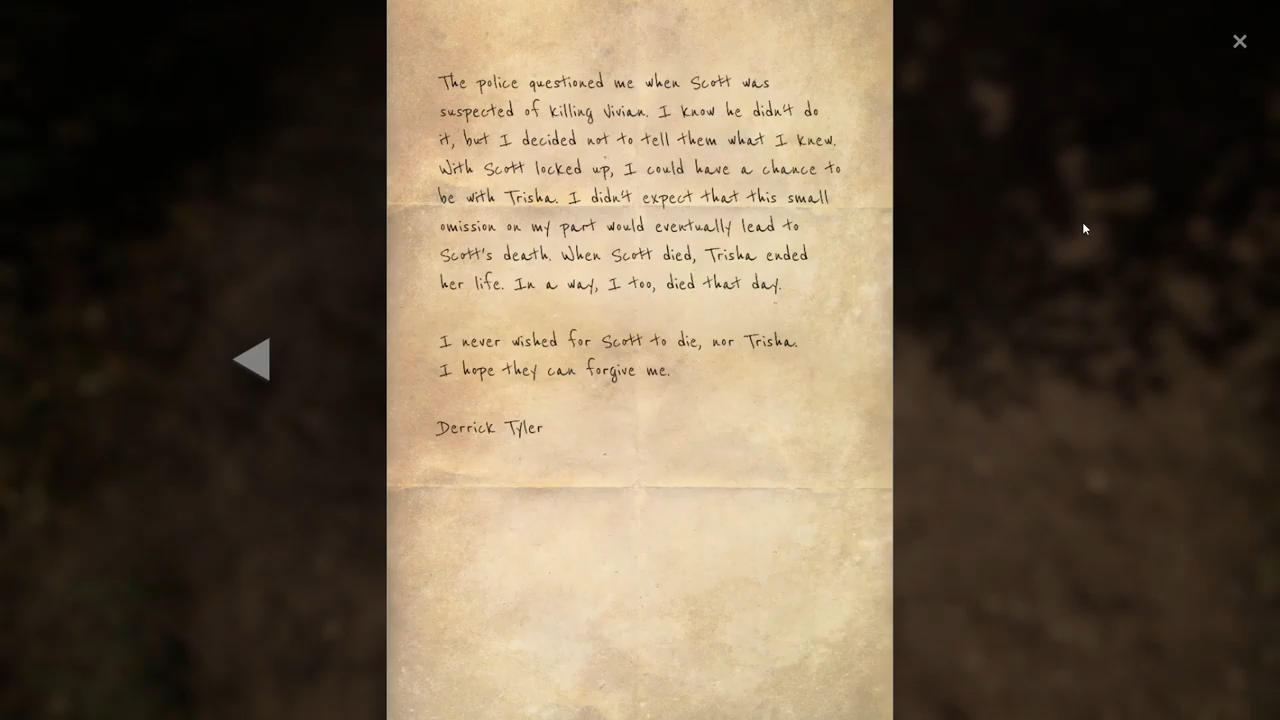 The police questioned me when Scott was
suspected of killing Vivian. I know he didn't do
it, but I decided not to tell them what I knew.
With Scott locked up, I could have a chance to
be with Trisha. I didn't expect that this small
omission on my part would eventually lead to
Scott's death. When Scott died, Trisha ended
her life. In a way, I too, died that day.
I never wished for Scott to die, nor Trisha.
I hope they can forgive me.
Derrick Tyler